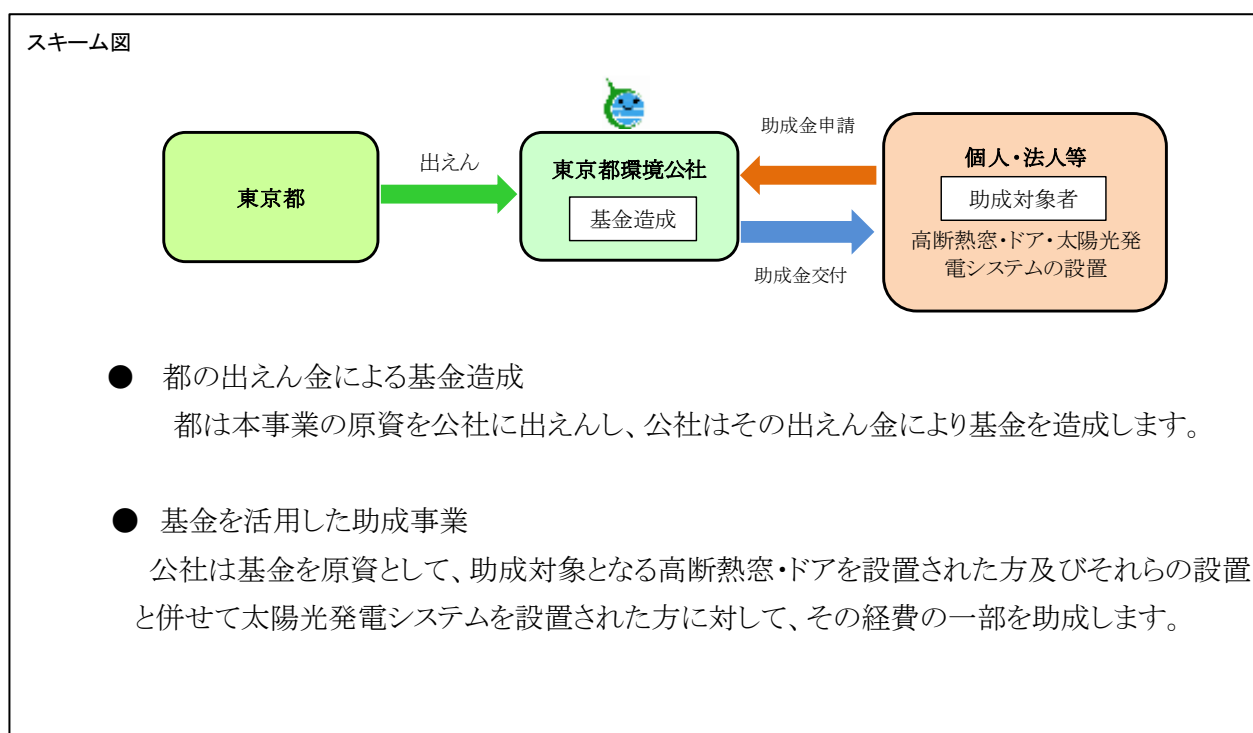 スキーム図
東京都
出えん
東京都環境公社
基金造成
助成金申請
助成金交付
個人・法人等
助成対象者
高断熱窓・ドア・太陽光発
電システムの設置
● 都の出えん金による基金造成
都は本事業の原資を公社に出えんし、公社はその出えん金により基金を造成します。
● 基金を活用した助成事業
公社は基金を原資として、助成対象となる高断熱窓・ドアを設置された方及びそれらの設置
と併せて太陽光発電システムを設置された方に対して、その経費の一部を助成します。